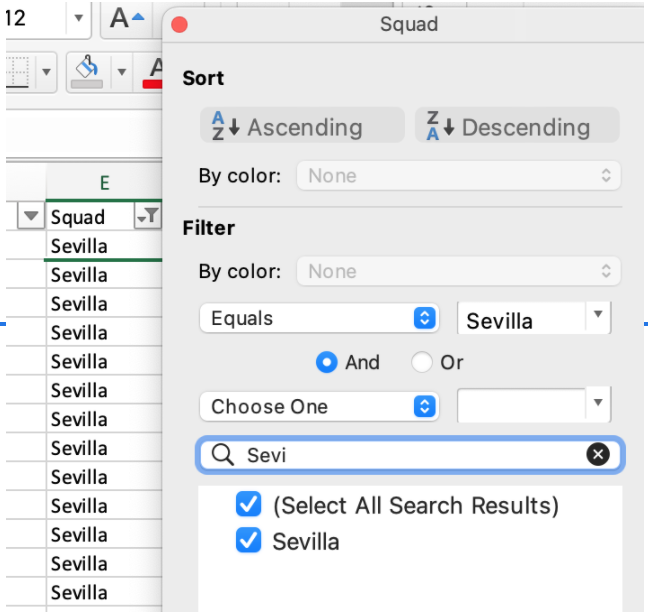 12
A
Squad
A
Sort
A
Z
Ascending
Z
A
Descending
By color: None
E
Squad
Filter
Sevilla
By color: None
Sevilla
Sevilla
Equals Sevilla
Sevilla
Sevilla
And Or
Sevilla
Choose One
Sevilla
Sevilla
Sevi
Sevilla
(Select All Search Results)
Sevilla
Sevilla
Sevilla
Sevilla
Sevilla